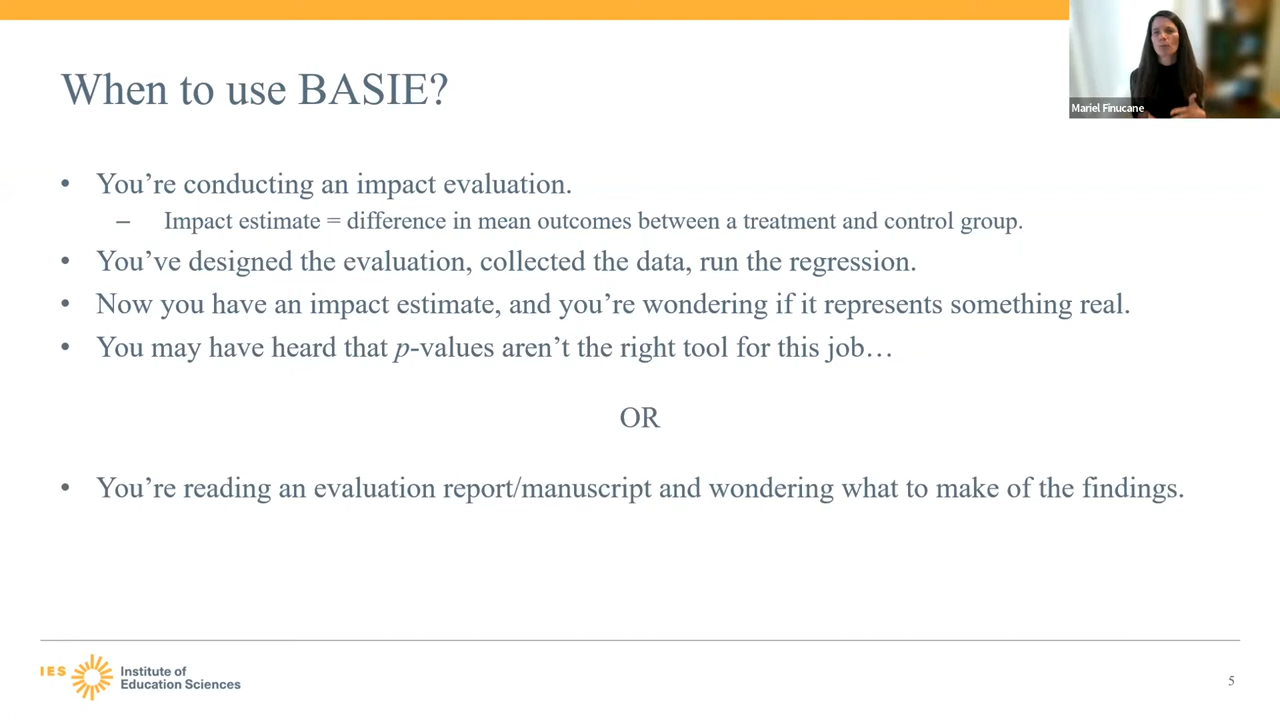 When to use BASIE?
Mariel Finucane
• You’re conducting an impact evaluation.
– Impact estimate = difference in mean outcomes between a treatment and control group.
• You’ve designed the evaluation, collected the data, run the regression.
• Now you have an impact estimate, and you’re wondering if it represents something real.
• You may have heard that p-values aren’t the right tool for this job…
OR
• You’re reading an evaluation report/manuscript and wondering what to make of the findings.
IES
Institute of
Education Sciences
5